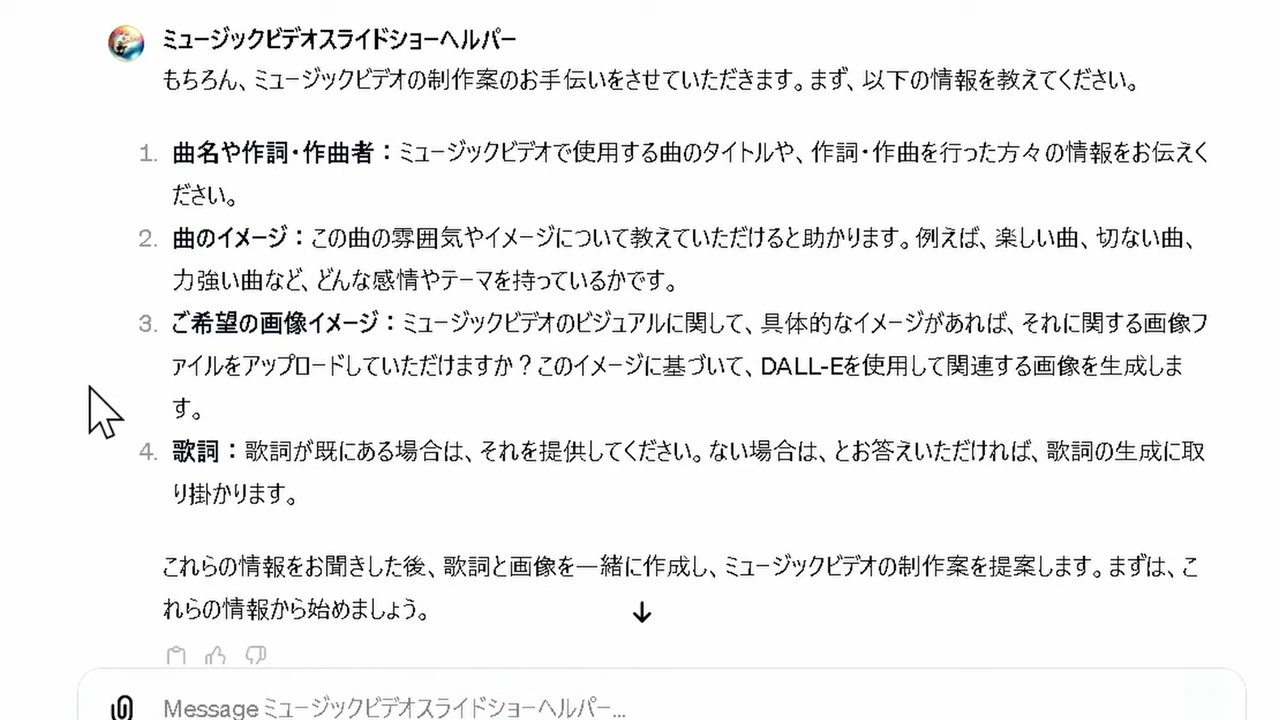 ミュージックビデオスライドショーヘルパー
もちろん、ミュージックビデオの制作案のお手伝いをさせていただきます。まず、以下の情報を教えてください。
1. 曲名や作詞・作曲者：ミュージックビデオで使用する曲のタイトルや、作詞・作曲を行った方々の情報をお伝えく
ださい。
2. 曲のイメージ：この曲の雰囲気やイメージについて教えていただけると助かります。例えば、楽しい曲、切ない曲、
力強い曲など、どんな感情やテーマを持っているかです。
3. ご希望の画像イメージ：ミュージックビデオのビジュアルに関して、具体的なイメージがあれば、それに関する画像フ
ァイルをアップロードしていただけますか？このイメージに基づいて、DALL-Eを使用して関連する画像を生成しま
す。
4. 歌詞：歌詞が既にある場合は、それを提供してください。ない場合は、とお答えいただければ、歌詞の生成に取
り掛かります。
これらの情報をお聞きした後、歌詞と画像を一緒に作成し、ミュージックビデオの制作案を提案します。まずは、こ
れらの情報から始めましょう。
Message ミュージックビデオスライドショーヘルパー...